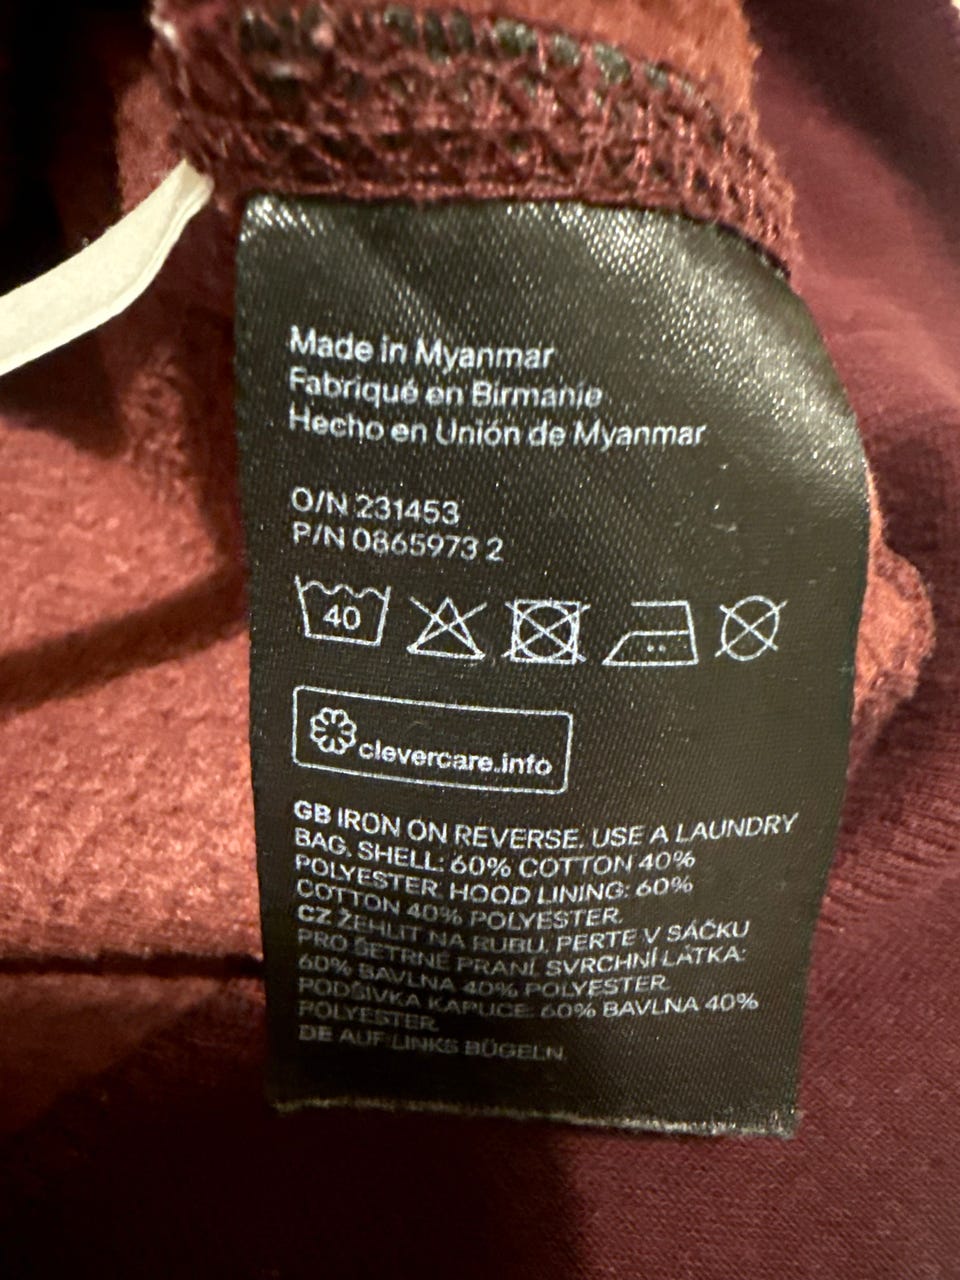 Made in Myanmar
Fabriqué en Birmanie
Hecho en Unión de Myanmar
O/N 231453
P/N 0865973 2
40
clevercare.info
GB IRON ON REVERSE. USE A LAUNDRY
BAG. SHELL: 60% COTTON 40%
POLYESTER. HOOD LINING: 60%
COTTON 40% POLYESTER.
CZ ŽEHLIT NA RUBU. PERTE V SÁČKU
PRO ŠETRNÉ PRANÍ. SVRCHNÍ LÁTKA:
60% BAVLNA 40% POLYESTER.
PODŠÍVKA KAPUCE: 60% BAVLNA 40%
POLYESTER.
DE AUF LINKS BÜGELN.